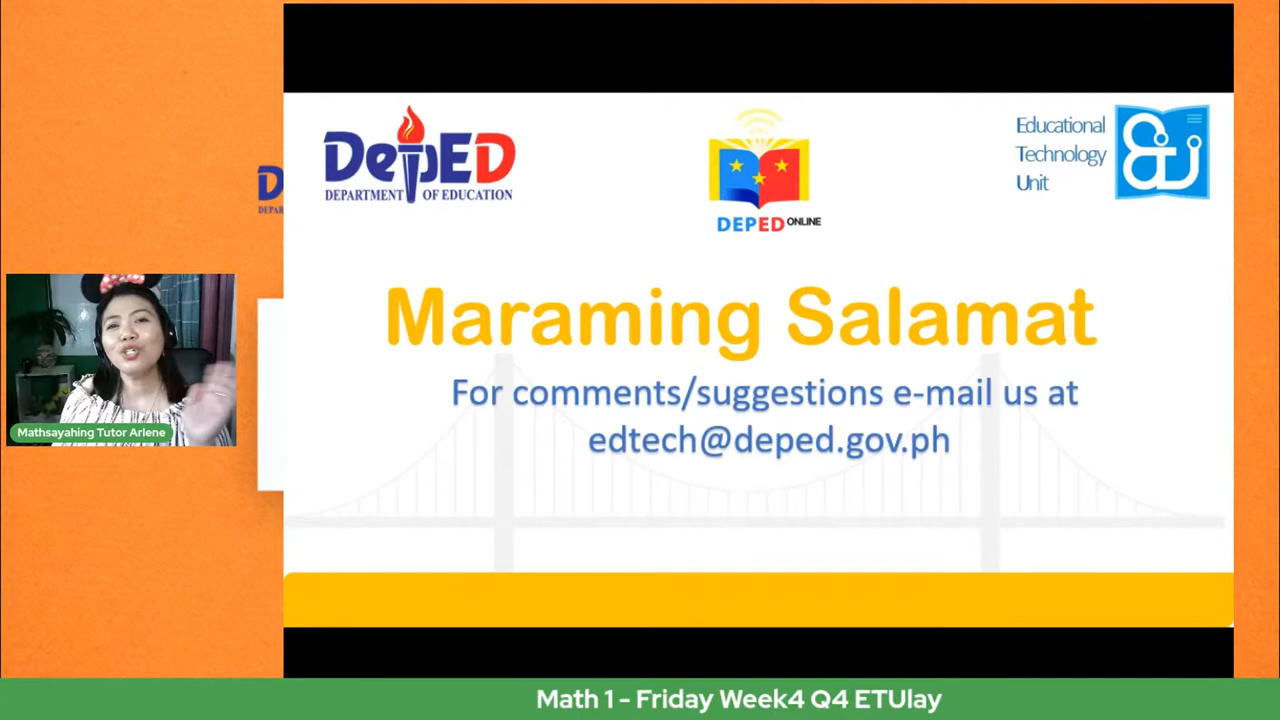 DepED
DEPARTMENT OF EDUCATION
DEPED ONLINE
Educational
Technology
Unit
Maraming Salamat
For comments/suggestions e-mail us at
edtech@deped.gov.ph
Mathsayahing Tutor Arlene
Math 1 - Friday Week4 Q4 ETUlay